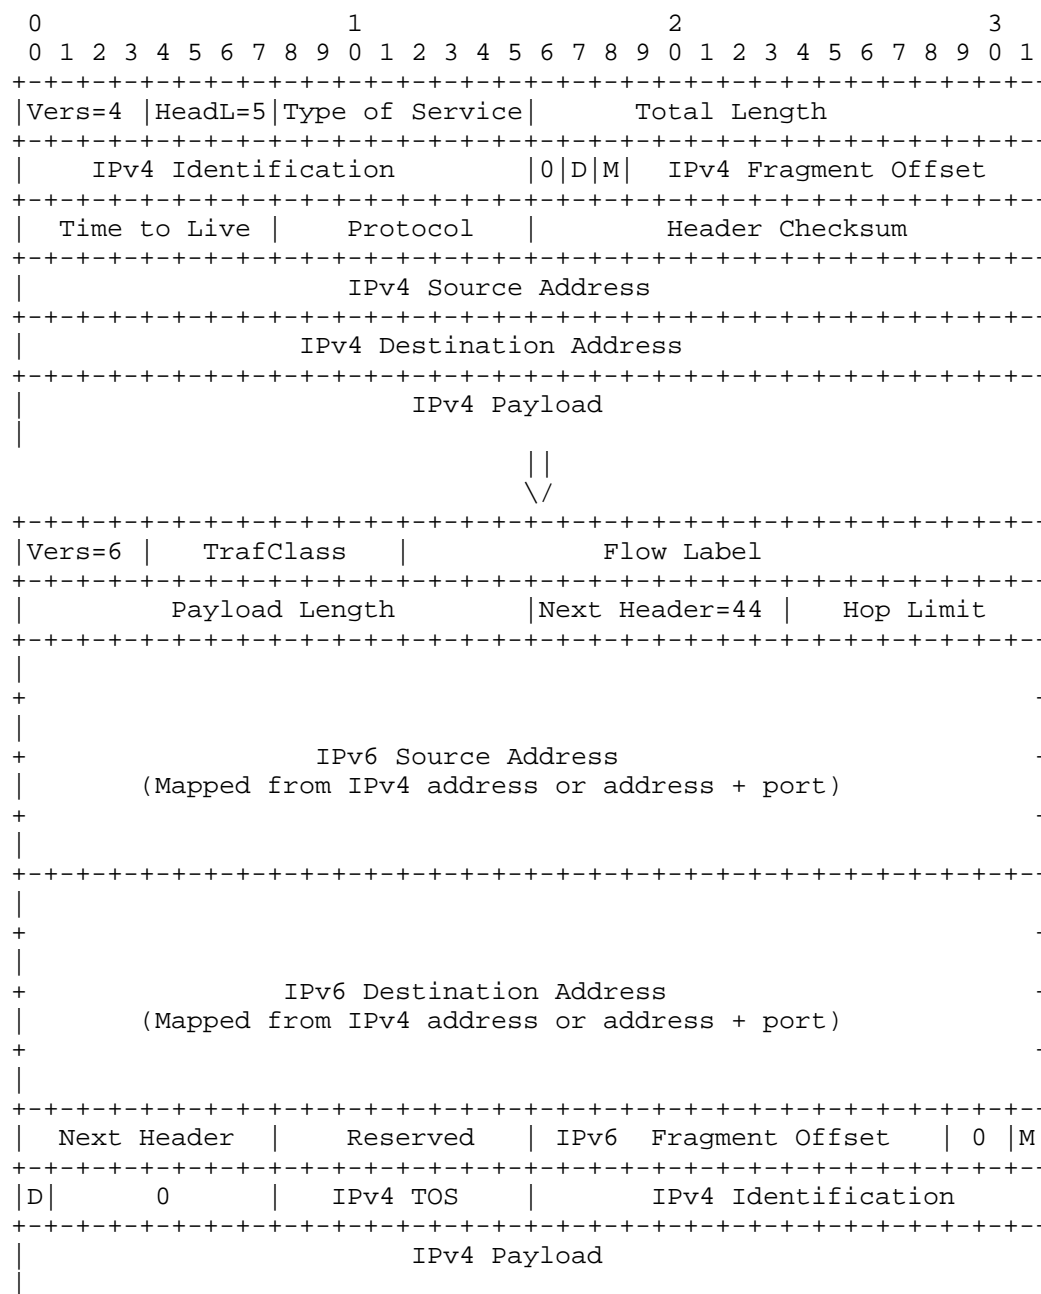 0                   1                   2                   3
 0 1 2 3 4 5 6 7 8 9 0 1 2 3 4 5 6 7 8 9 0 1 2 3 4 5 6 7 8 9 0 1
+-+-+-+-+-+-+-+-+-+-+-+-+-+-+-+-+-+-+-+-+-+-+-+-+-+-+-+-+-+-+-+-
|Vers=4 |HeadL=5|Type of Service|      Total Length
+-+-+-+-+-+-+-+-+-+-+-+-+-+-+-+-+-+-+-+-+-+-+-+-+-+-+-+-+-+-+-+-
|    IPv4 Identification        |0|D|M|  IPv4 Fragment Offset
+-+-+-+-+-+-+-+-+-+-+-+-+-+-+-+-+-+-+-+-+-+-+-+-+-+-+-+-+-+-+-+-
|  Time to Live |    Protocol   |        Header Checksum
+-+-+-+-+-+-+-+-+-+-+-+-+-+-+-+-+-+-+-+-+-+-+-+-+-+-+-+-+-+-+-+-
|                    IPv4 Source Address
+-+-+-+-+-+-+-+-+-+-+-+-+-+-+-+-+-+-+-+-+-+-+-+-+-+-+-+-+-+-+-+-
|                 IPv4 Destination Address
+-+-+-+-+-+-+-+-+-+-+-+-+-+-+-+-+-+-+-+-+-+-+-+-+-+-+-+-+-+-+-+-
|                        IPv4 Payload
|
                                ||
                                \/
+-+-+-+-+-+-+-+-+-+-+-+-+-+-+-+-+-+-+-+-+-+-+-+-+-+-+-+-+-+-+-+-
|Vers=6 |   TrafClass   |            Flow Label
+-+-+-+-+-+-+-+-+-+-+-+-+-+-+-+-+-+-+-+-+-+-+-+-+-+-+-+-+-+-+-+-
|         Payload Length        |Next Header=44 |   Hop Limit
+-+-+-+-+-+-+-+-+-+-+-+-+-+-+-+-+-+-+-+-+-+-+-+-+-+-+-+-+-+-+-+-
|
+                                                               -
|
+                  IPv6 Source Address                          -
|       (Mapped from IPv4 address or address + port)
+                                                               -
|
+-+-+-+-+-+-+-+-+-+-+-+-+-+-+-+-+-+-+-+-+-+-+-+-+-+-+-+-+-+-+-+-
|
+                                                               -
|
+                IPv6 Destination Address                       -
|       (Mapped from IPv4 address or address + port)
+                                                               -
|
+-+-+-+-+-+-+-+-+-+-+-+-+-+-+-+-+-+-+-+-+-+-+-+-+-+-+-+-+-+-+-+-
|  Next Header  |    Reserved   | IPv6  Fragment Offset   | 0 |M
+-+-+-+-+-+-+-+-+-+-+-+-+-+-+-+-+-+-+-+-+-+-+-+-+-+-+-+-+-+-+-+-
|D|      0      |   IPv4 TOS    |       IPv4 Identification
+-+-+-+-+-+-+-+-+-+-+-+-+-+-+-+-+-+-+-+-+-+-+-+-+-+-+-+-+-+-+-+-
|                        IPv4 Payload
|